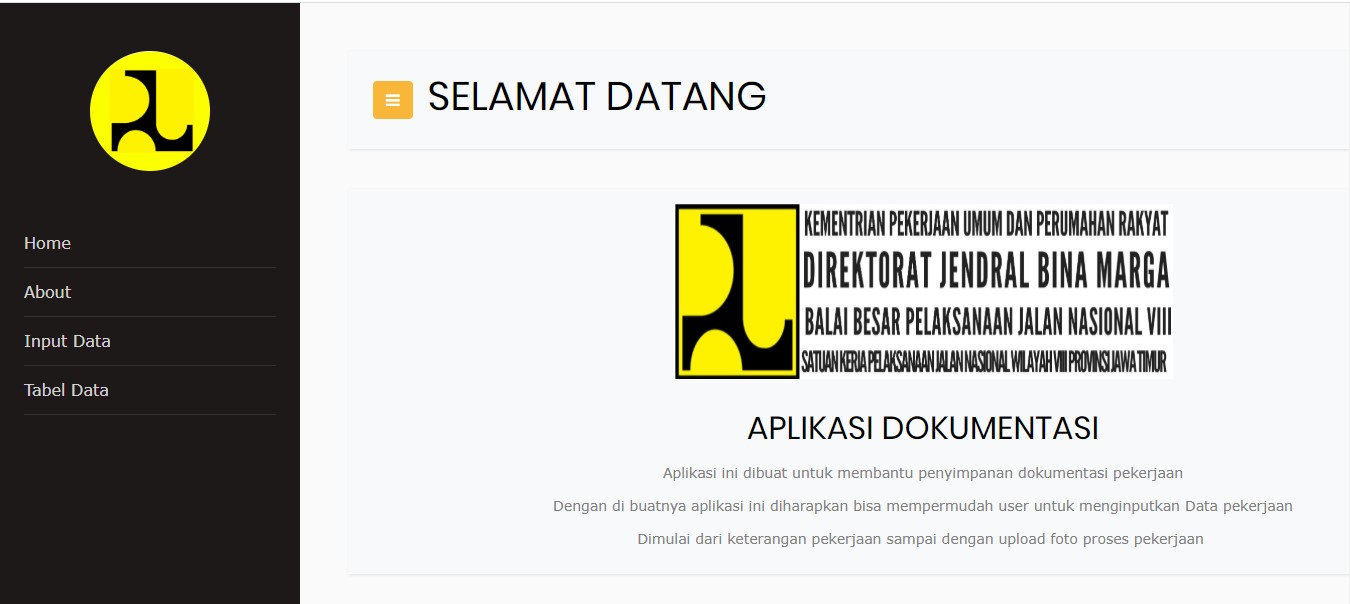 Home
About
Input Data
Tabel Data
SELAMAT DATANG
KEMENTRIAN PEKERJAAN UMUM DAN PERUMAHAN RAKYAT
DIREKTORAT JENDRAL BINA MARGA
BALAI BESAR PELAKSANAAN JALAN NASIONAL VIII
SATUAN KERJA PELAKSANAAN JALAN NASIONAL WILAYAH VIII PROVINSI JAWA TIMUR
APLIKASI DOKUMENTASI
Aplikasi ini dibuat untuk membantu penyimpanan dokumentasi pekerjaan
Dengan di buatnya aplikasi ini diharapkan bisa mempermudah user untuk menginputkan Data pekerjaan
Dimulai dari keterangan pekerjaan sampai dengan upload foto proses pekerjaan